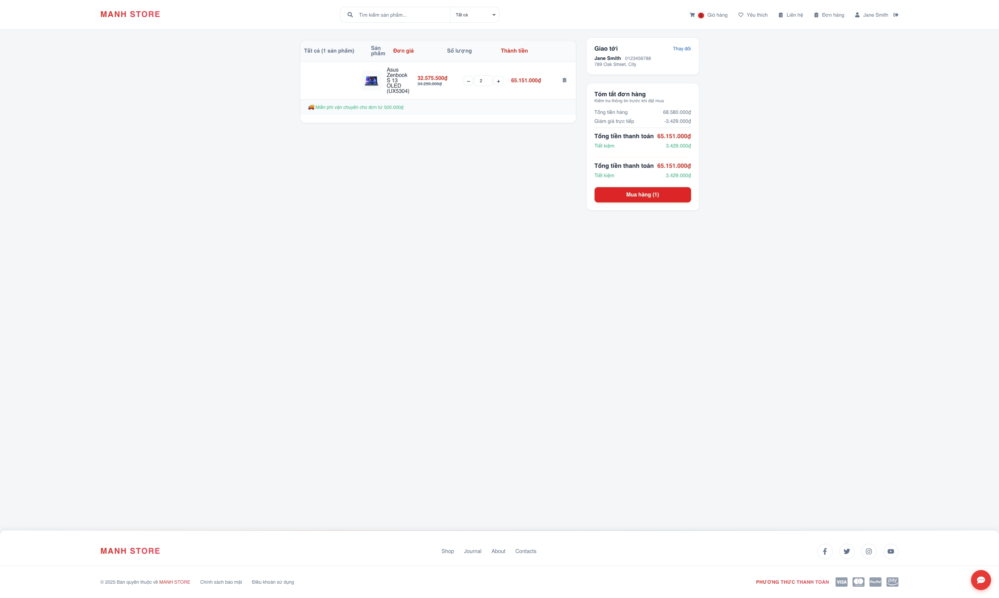 MANH STORE
Tìm kiếm sản phẩm...
Tất cả
2
Giỏ hàng
Yêu thích
Liên hệ
Đơn hàng
Jane Smith
Tất cả (1 sản phẩm)
Sản
phẩm
Đơn giá
Số lượng
Thành tiền
Asus
Zenbook
S 13
OLED
(UX5304)
32.575.500₫
34.290.000₫
–
2
+
65.151.000₫
🚚 Miễn phí vận chuyển cho đơn từ 500.000₫
Giao tới
Thay đổi
Jane Smith 0123456788
789 Oak Street, City
Tóm tắt đơn hàng
Kiểm tra thông tin trước khi đặt mua
Tổng tiền hàng 68.580.000₫
Giảm giá trực tiếp -3.429.000₫
Tổng tiền thanh toán 65.151.000₫
Tiết kiệm 3.429.000₫
Tổng tiền thanh toán 65.151.000₫
Tiết kiệm 3.429.000₫
Mua hàng (1)
MANH STORE
Shop
Journal
About
Contacts
© 2025 Bản quyền thuộc về MANH STORE
Chính sách bảo mật
Điều khoản sử dụng
PHƯƠNG THỨC THANH TOÁN
VISA
PayPal
pay